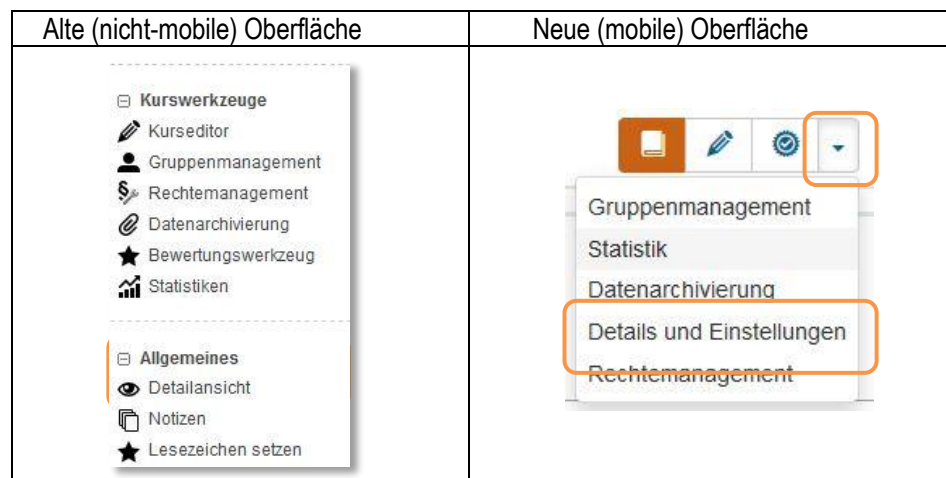 Alte (nicht-mobile) Oberfläche
Neue (mobile) Oberfläche
Kurswerkzeuge
Kurseditor
Gruppenmanagement
Rechtemanagement
Datenarchivierung
Bewertungswerkzeug
Statistiken
Allgemeines
Detailansicht
Notizen
Lesezeichen setzen
Gruppenmanagement
Statistik
Datenarchivierung
Details und Einstellungen
Rechtemanagement